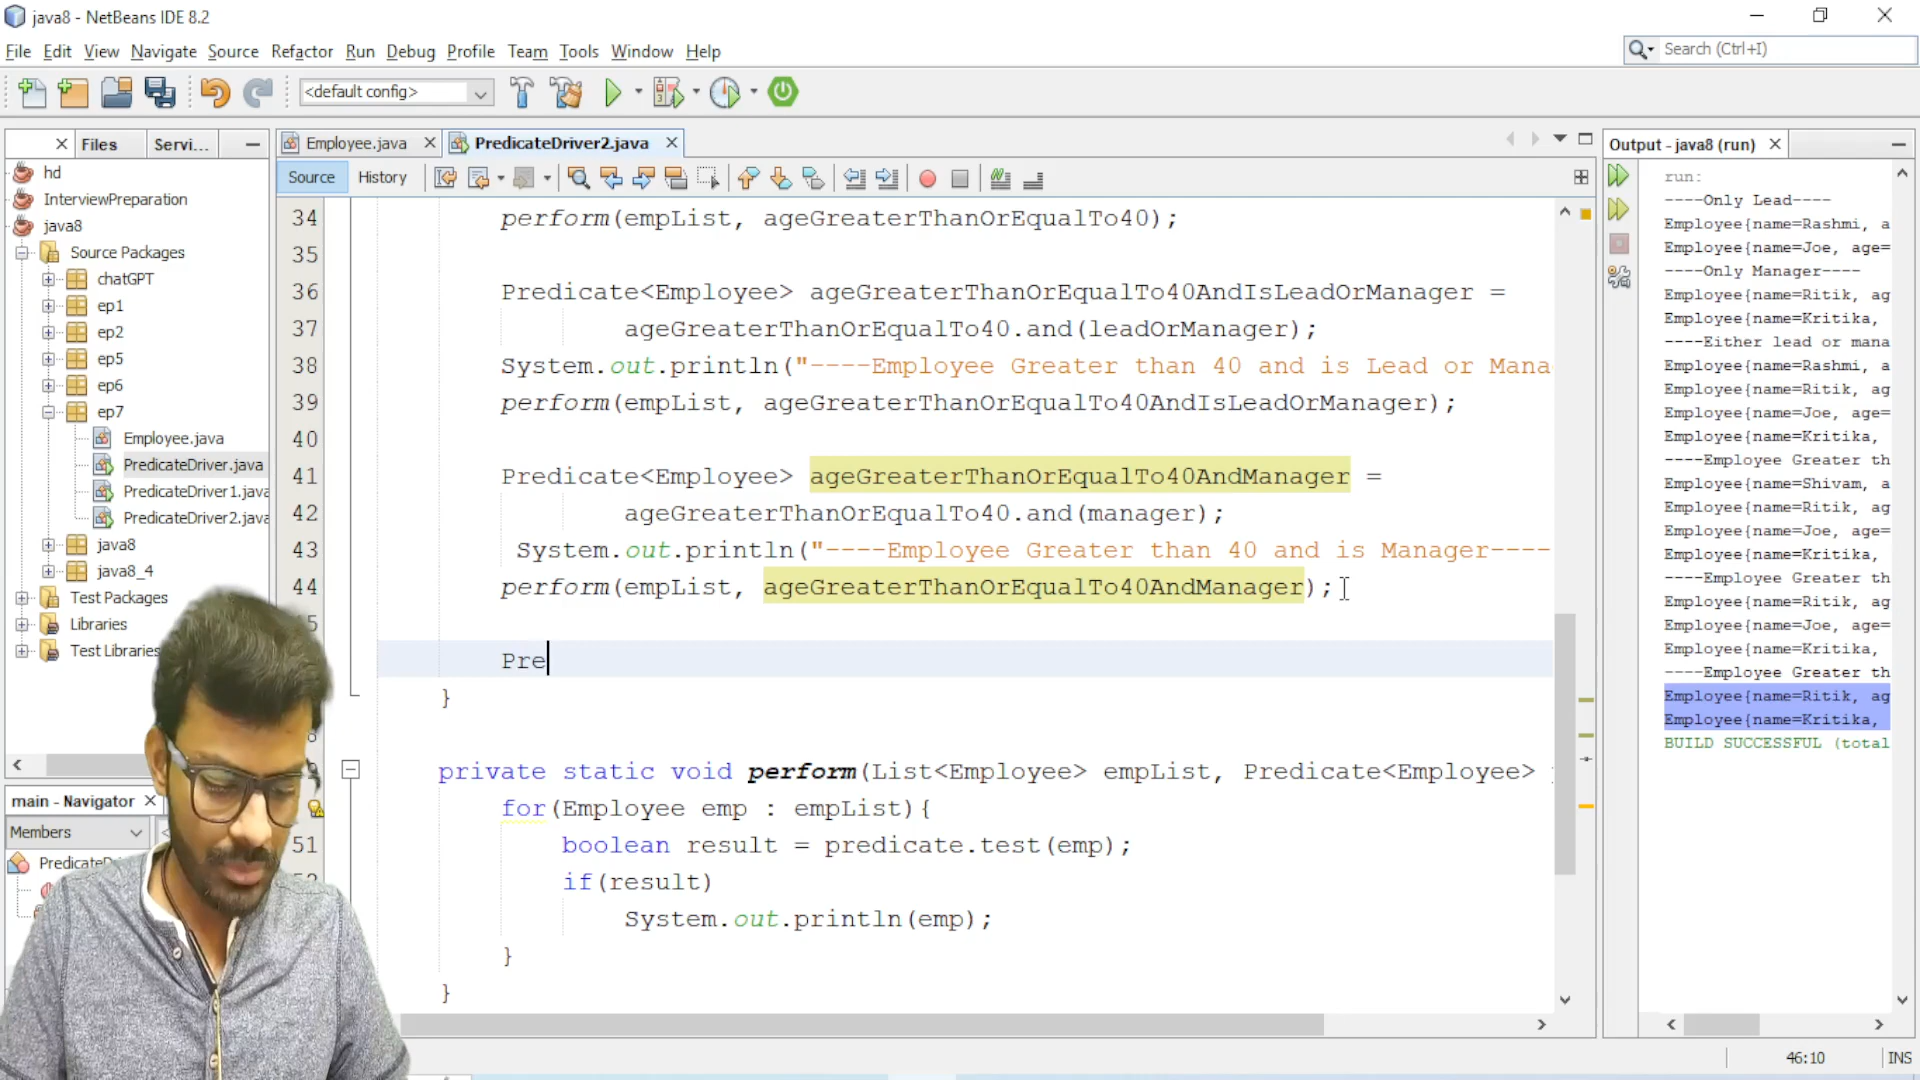 java8 - NetBeans IDE 8.2
File Edit View Navigate Source Refactor Run Debug Profile Team Tools Window Help
Search (Ctrl+I)
<default config>
Files Servi...
Employee.java PredicateDriver2.java
Output - java8 (run)
Source History
hd
InterviewPreparation
java8
Source Packages
chatGPT
ep1
ep2
ep5
ep6
ep7
Employee.java
PredicateDriver.java
PredicateDriver1.java
PredicateDriver2.java
java8
java8_4
Test Packages
Libraries
Test Libraries
main - Navigator
Members
34 perform(empList, ageGreaterThanOrEqualTo40);
35
36 Predicate<Employee> ageGreaterThanOrEqualTo40AndIsLeadOrManager =
37 ageGreaterThanOrEqualTo40.and(leadOrManager);
38 System.out.println("----Employee Greater than 40 and is Lead or Mana
39 perform(empList, ageGreaterThanOrEqualTo40AndIsLeadOrManager);
40
41 Predicate<Employee> ageGreaterThanOrEqualTo40AndManager =
42 ageGreaterThanOrEqualTo40.and(manager);
43 System.out.println("----Employee Greater than 40 and is Manager----
44 perform(empList, ageGreaterThanOrEqualTo40AndManager);
Pre
}
private static void perform(List<Employee> empList, Predicate<Employee>
for(Employee emp : empList){
51 boolean result = predicate.test(emp);
if(result)
System.out.println(emp);
}
}
run:
----Only Lead----
Employee{name=Rashmi, a
Employee{name=Joe, age=
----Only Manager----
Employee{name=Ritik, ag
Employee{name=Kritika,
----Either lead or mana
Employee{name=Rashmi, a
Employee{name=Ritik, ag
Employee{name=Joe, age=
Employee{name=Kritika,
----Employee Greater th
Employee{name=Shivam, a
Employee{name=Ritik, ag
Employee{name=Joe, age=
Employee{name=Kritika,
----Employee Greater th
Employee{name=Ritik, ag
Employee{name=Joe, age=
Employee{name=Kritika,
----Employee Greater th
Employee{name=Ritik, ag
Employee{name=Kritika,
BUILD SUCCESSFUL (total
46:10 INS